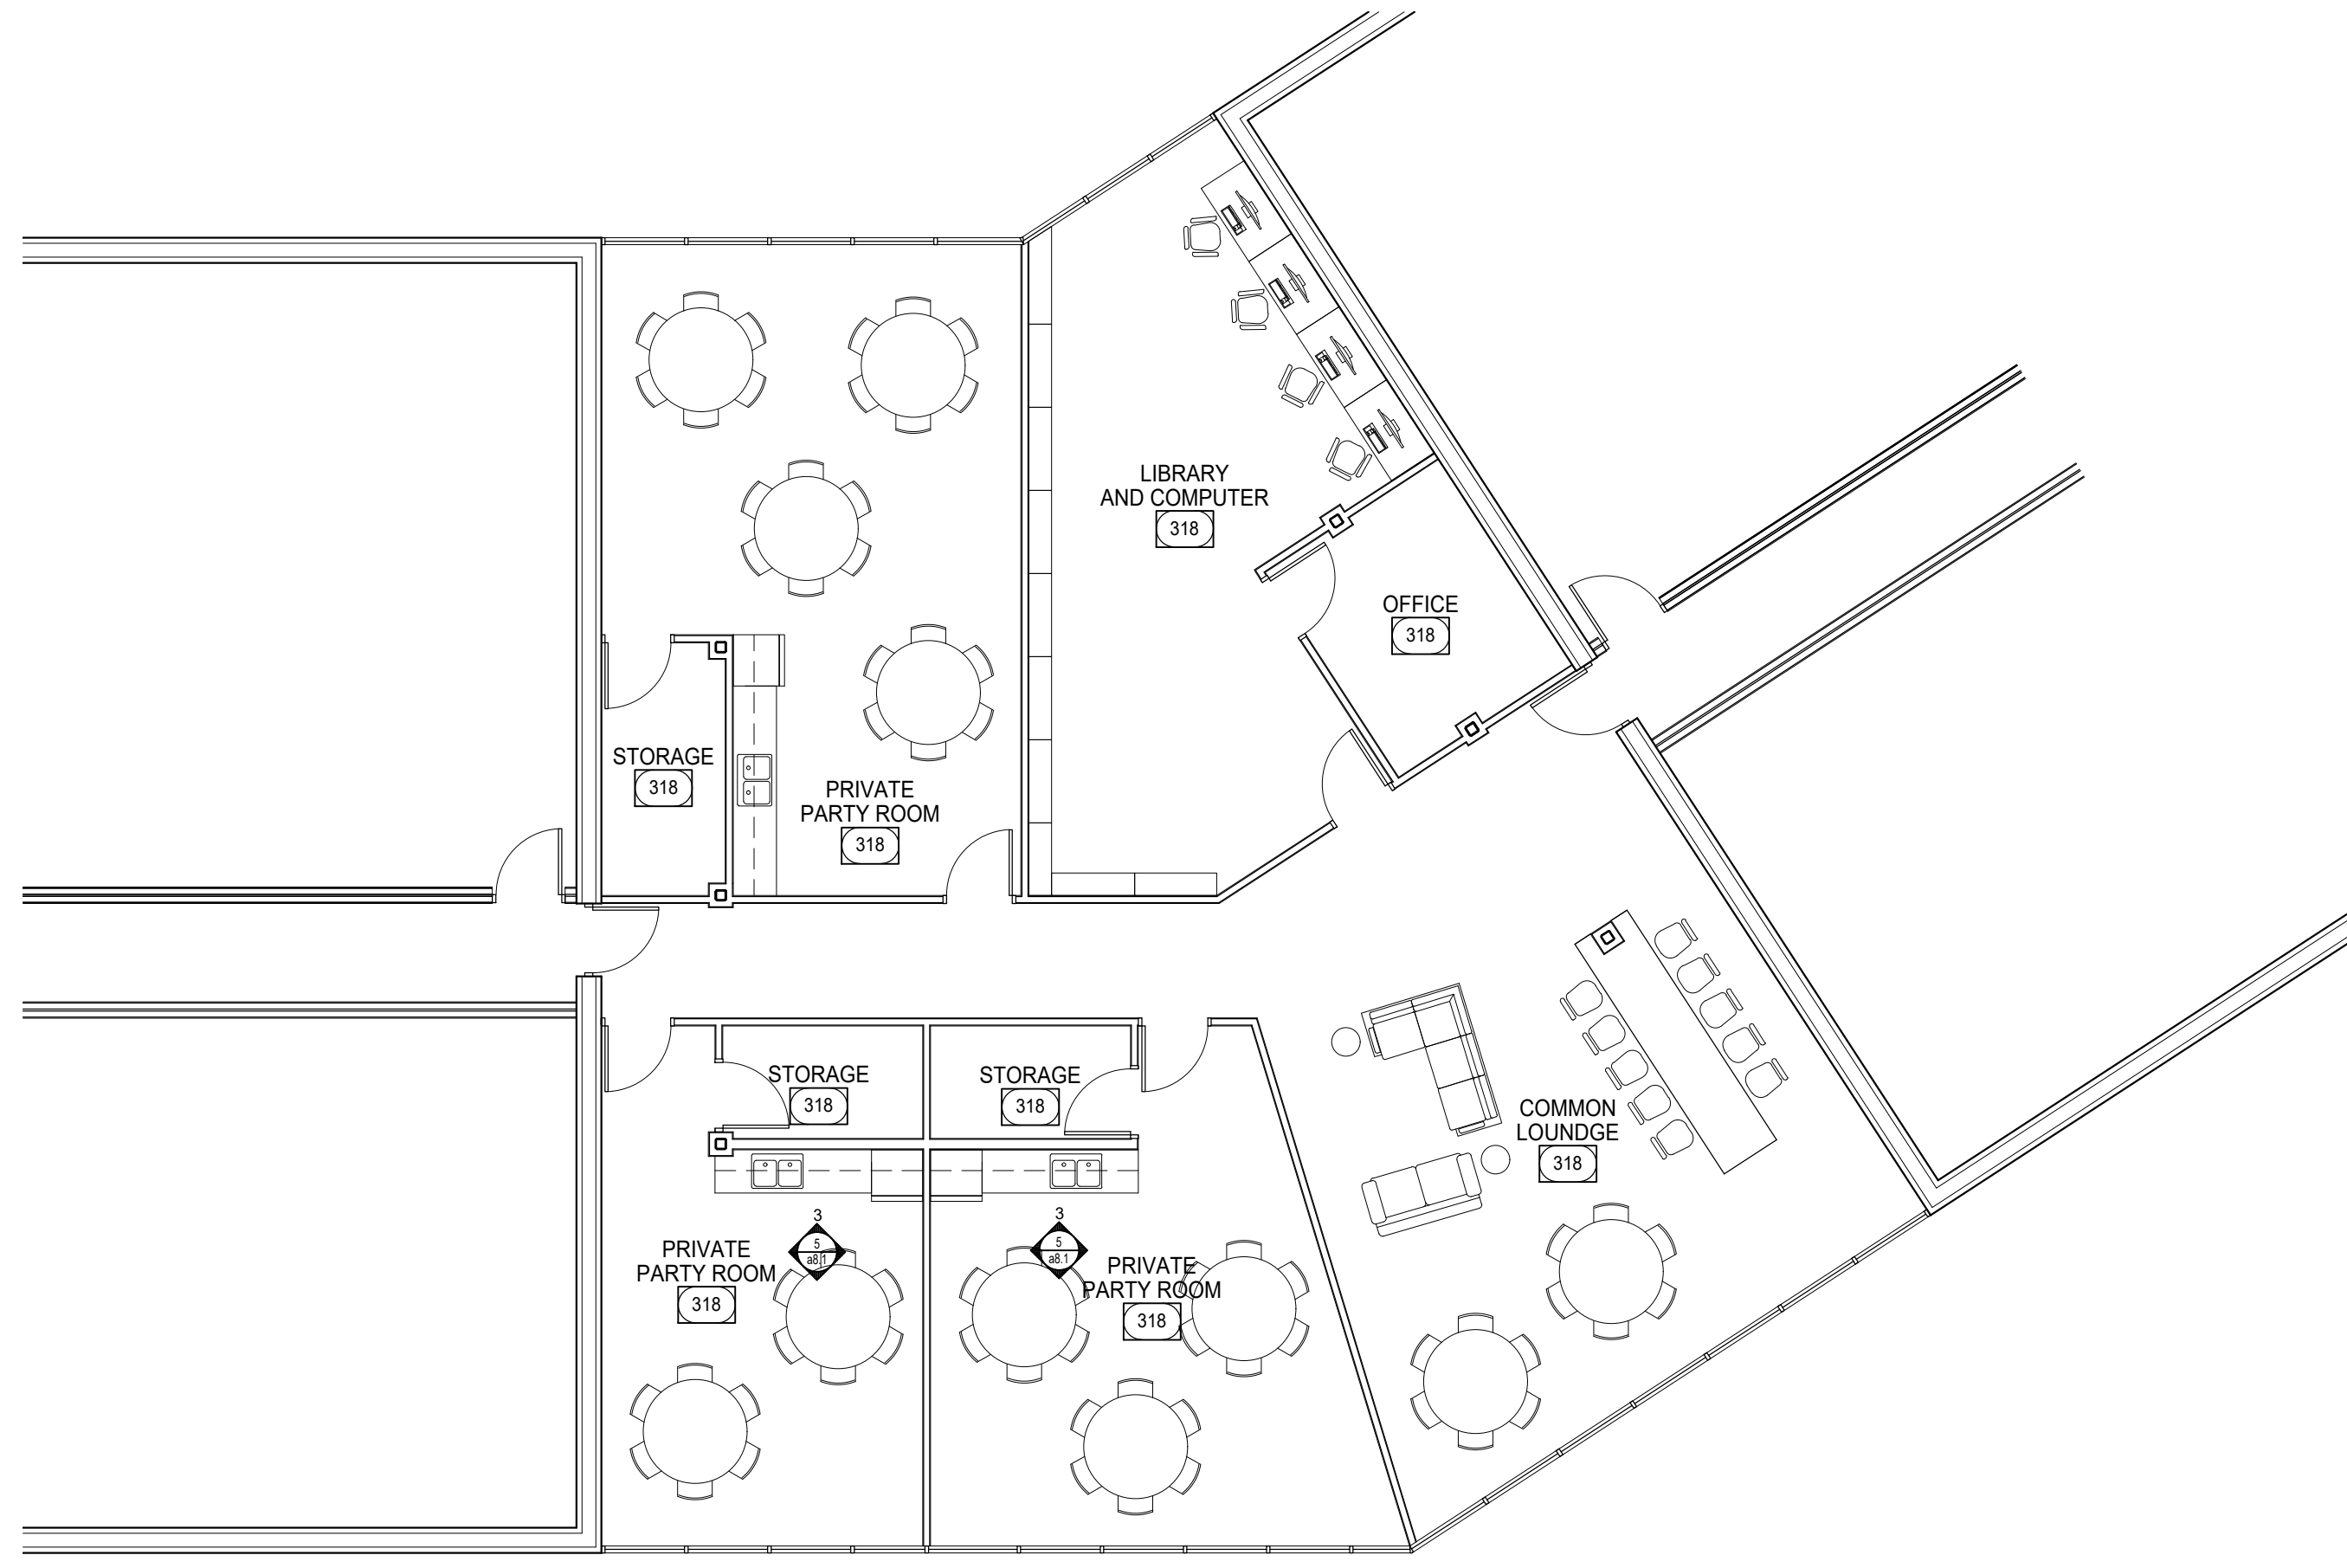 LIBRARY
AND COMPUTER
318
OFFICE
318
STORAGE
318
PRIVATE
PARTY ROOM
318
STORAGE
318
STORAGE
318
COMMON
LOUNDGE
318
3
5
a8.1
3
5
a8.1
PRIVATE
PARTY ROOM
318
PRIVATE
PARTY ROOM
318